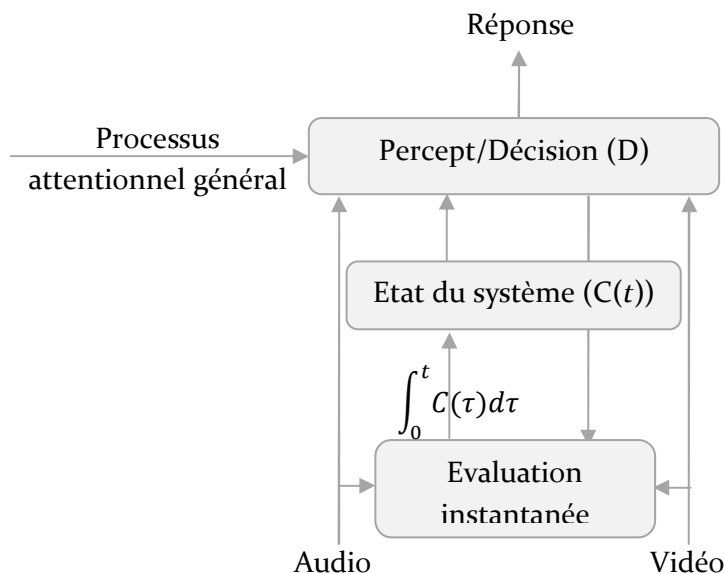 Réponse
Processus
attentionnel général
Percept/Décision (D)
Etat du système (C(t))
∫₀ᵗ C(τ)dτ
Evaluation
instantanée
Audio
Vidéo